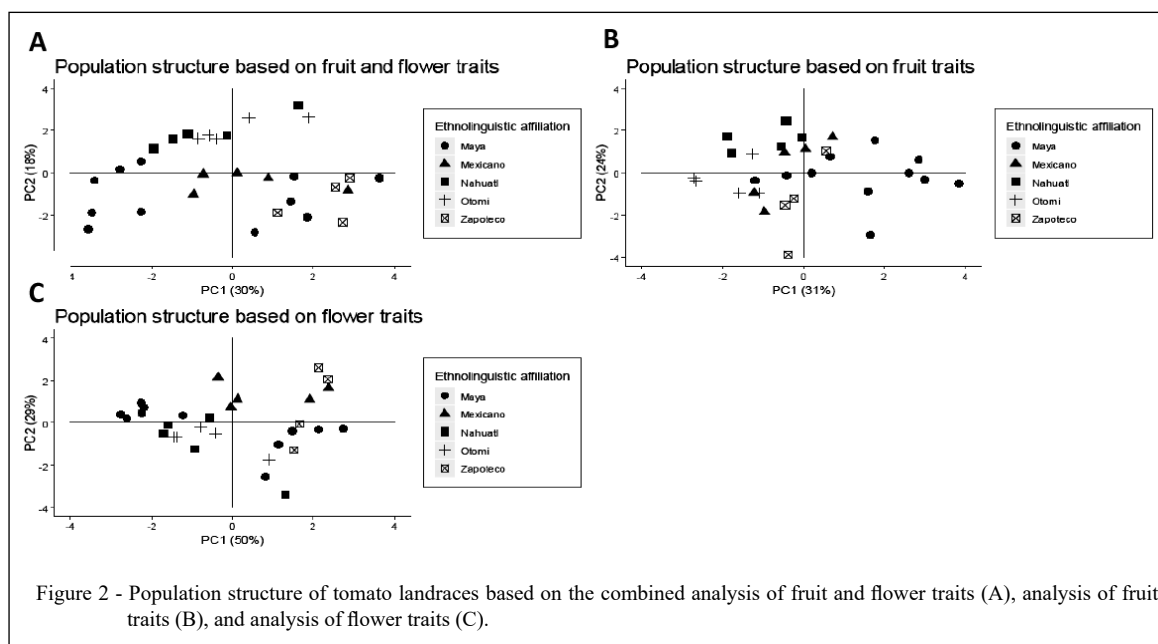 A
Population structure based on fruit and flower traits
4
2
0
-2
PC2 (18%)
-2
0
2
4
PC1 (30%)
Ethnolinguistic affiliation
Maya
Mexicano
Nahuatl
Otomi
Zapoteco
B
Population structure based on fruit traits
4
2
0
-2
-4
PC2 (24%)
-4
-2
0
2
4
PC1 (31%)
Ethnolinguistic affiliation
Maya
Mexicano
Nahuatl
Otomi
Zapoteco
C
Population structure based on flower traits
4
2
0
-2
-4
PC2 (29%)
-4
-2
0
2
4
PC1 (50%)
Ethnolinguistic affiliation
Maya
Mexicano
Nahuatl
Otomi
Zapoteco
Figure 2 - Population structure of tomato landraces based on the combined analysis of fruit and flower traits (A), analysis of fruit
traits (B), and analysis of flower traits (C).